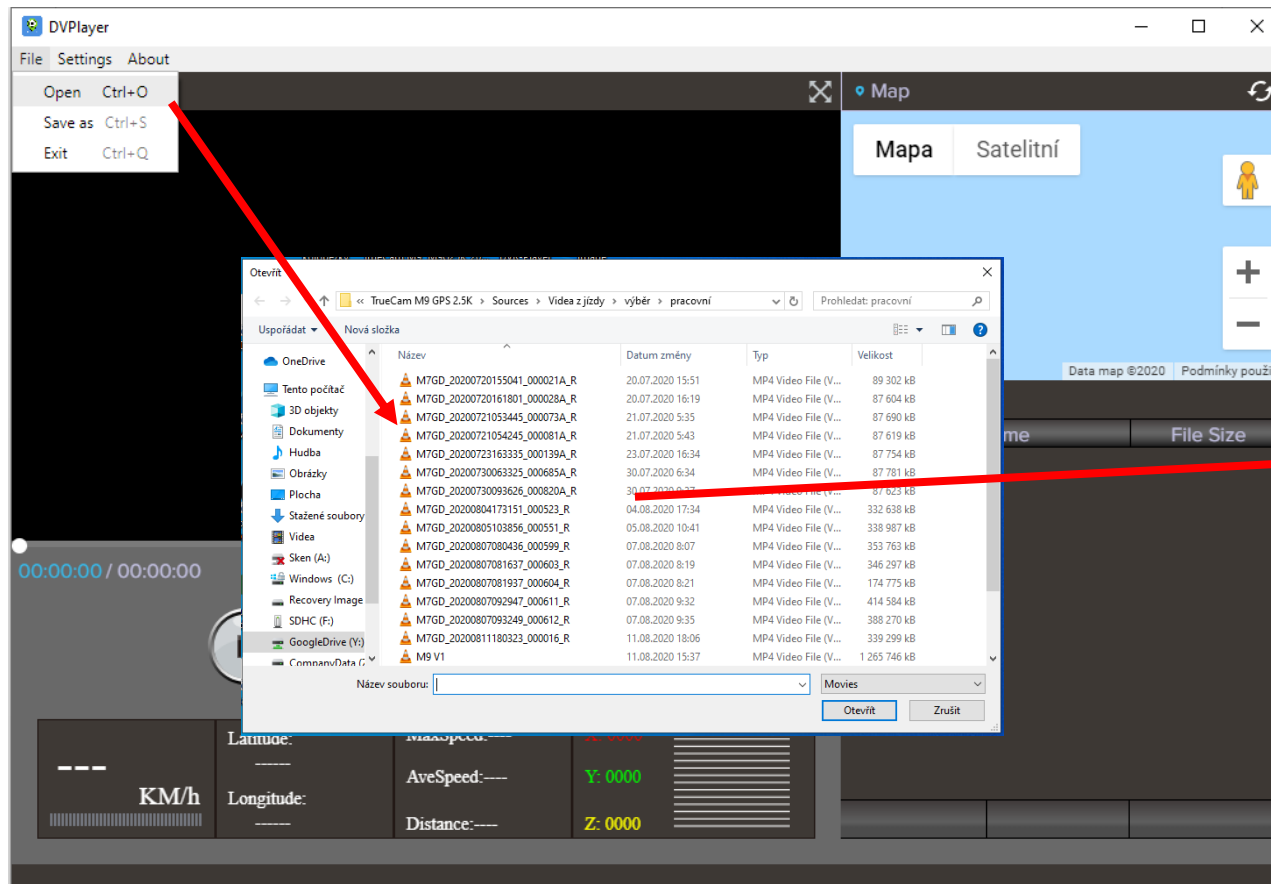 DVPlayer
File Settings About
Open Ctrl+O
Save as Ctrl+S
Exit Ctrl+Q
Map
Mapa Satelitní
Data map ©2020 Podmínky použi
me File Size
00:00:00 / 00:00:00
Otevřít
« TrueCam M9 GPS 2.5K › Sources › Videa z jízdy › výběr › pracovní
Prohledat: pracovní
Uspořádat Nová složka
OneDrive
Tento počítač
3D objekty
Dokumenty
Hudba
Obrázky
Plocha
Stažené soubory
Videa
Sken (A:)
Windows (C:)
Recovery Image
SDHC (F:)
GoogleDrive (Y:)
CompanyData (
Název Datum změny Typ Velikost
M7GD_20200720155041_000021A_R 20.07.2020 15:51 MP4 Video File (V... 89 302 kB
M7GD_20200720161801_000028A_R 20.07.2020 16:19 MP4 Video File (V... 87 604 kB
M7GD_20200721053445_000073A_R 21.07.2020 5:35 MP4 Video File (V... 87 690 kB
M7GD_20200721054245_000081A_R 21.07.2020 5:43 MP4 Video File (V... 87 619 kB
M7GD_20200723163335_000139A_R 23.07.2020 16:34 MP4 Video File (V... 87 754 kB
M7GD_20200730063325_000685A_R 30.07.2020 6:34 MP4 Video File (V... 87 781 kB
M7GD_20200730093626_000820A_R 30.07.2020 MP4 Video File (V... 87 623 kB
M7GD_20200804173151_000523_R 04.08.2020 17:34 MP4 Video File (V... 332 638 kB
M7GD_20200805103856_000551_R 05.08.2020 10:41 MP4 Video File (V... 338 987 kB
M7GD_20200807080436_000599_R 07.08.2020 8:07 MP4 Video File (V... 353 763 kB
M7GD_20200807081637_000603_R 07.08.2020 8:19 MP4 Video File (V... 346 297 kB
M7GD_20200807081937_000604_R 07.08.2020 8:21 MP4 Video File (V... 174 775 kB
M7GD_20200807092947_000611_R 07.08.2020 9:32 MP4 Video File (V... 414 584 kB
M7GD_20200807093249_000612_R 07.08.2020 9:35 MP4 Video File (V... 388 270 kB
M7GD_20200811180323_000016_R 11.08.2020 18:06 MP4 Video File (V... 339 299 kB
M9 V1 11.08.2020 15:37 MP4 Video File (V... 1 265 746 kB
Název souboru: Movies
Otevřít Zrušit
--- KM/h
Latitude: ------
Longitude: ------
MaxSpeed:----
AveSpeed:----
Distance:----
X: 0000
Y: 0000
Z: 0000